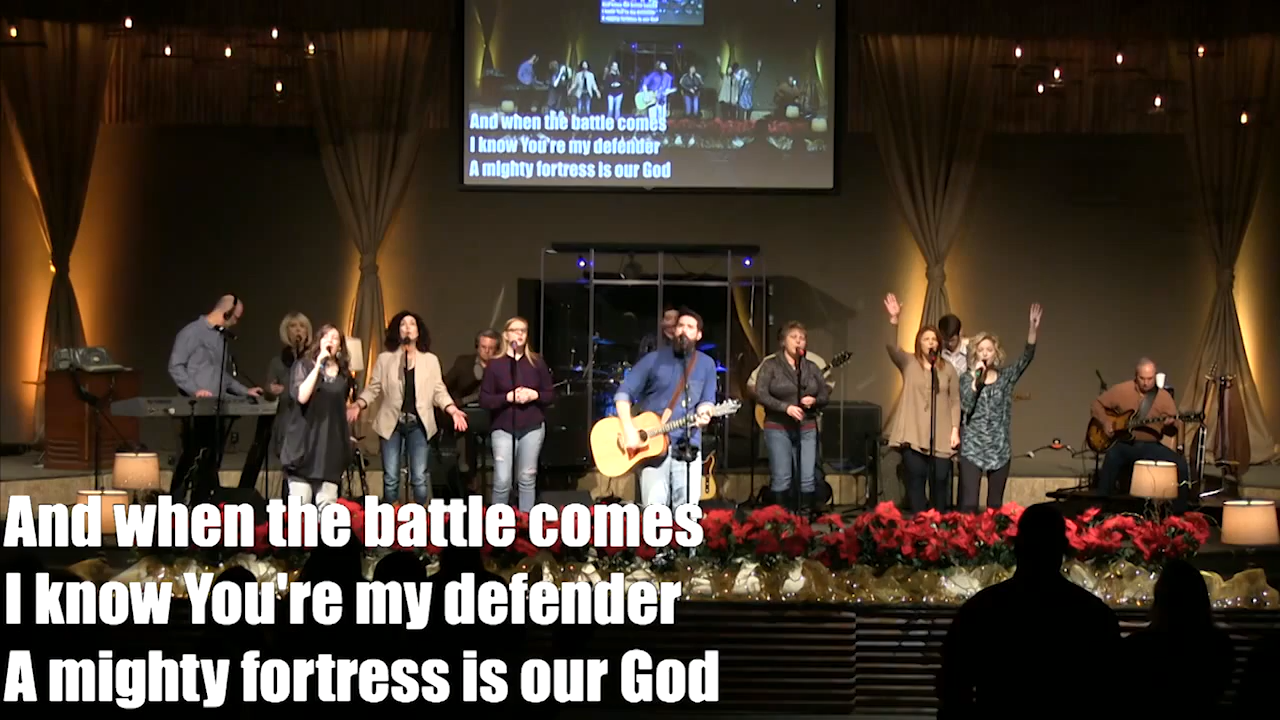 And when the battle comes
I know You're my defender
A mighty fortress is our God
And when the battle comes
I know You're my defender
A mighty fortress is our God